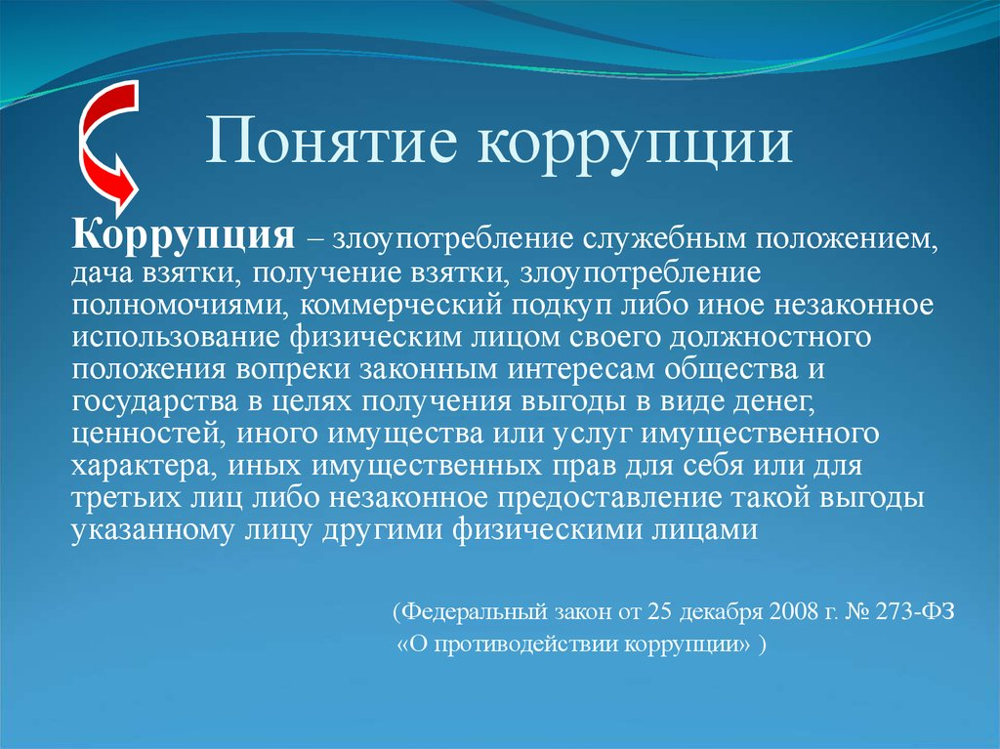 Понятие коррупции
Коррупция – злоупотребление служебным положением,
дача взятки, получение взятки, злоупотребление
полномочиями, коммерческий подкуп либо иное незаконное
использование физическим лицом своего должностного
положения вопреки законным интересам общества и
государства в целях получения выгоды в виде денег,
ценностей, иного имущества или услуг имущественного
характера, иных имущественных прав для себя или для
третьих лиц либо незаконное предоставление такой выгоды
указанному лицу другими физическими лицами
(Федеральный закон от 25 декабря 2008 г. № 273-ФЗ
«О противодействии коррупции» )